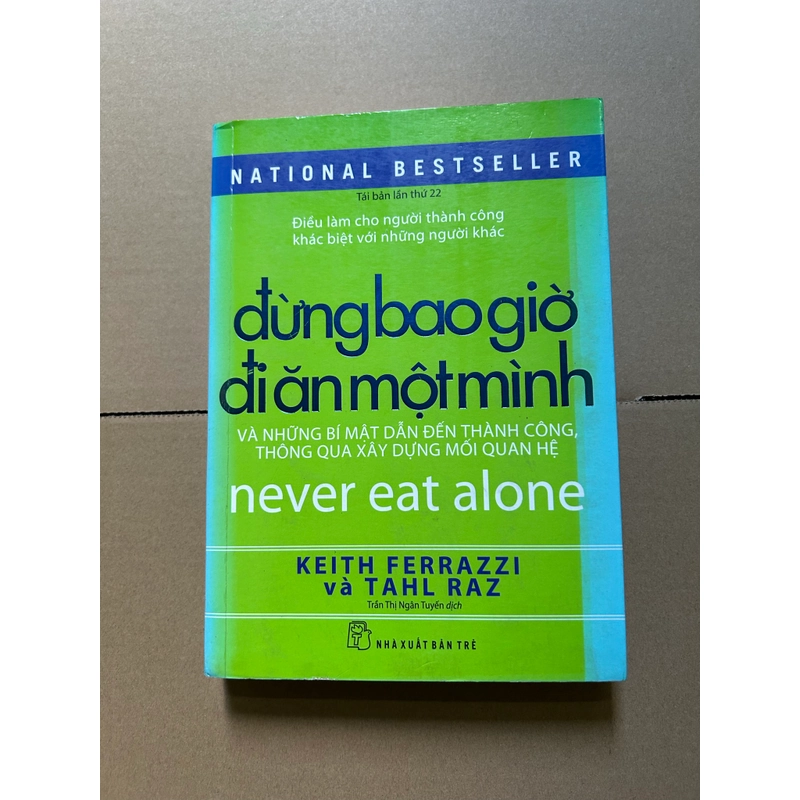 NATIONAL BESTSELLER
Tái bản lần thứ 22
Điều làm cho người thành công
khác biệt với những người khác
đừng bao giờ
đi ăn một mình
VÀ NHỮNG BÍ MẬT DẪN ĐẾN THÀNH CÔNG,
THÔNG QUA XÂY DỰNG MỐI QUAN HỆ
never eat alone
KEITH FERRAZZI
và TAHL RAZ
Trần Thị Ngân Tuyến dịch
NHÀ XUẤT BẢN TRẺ